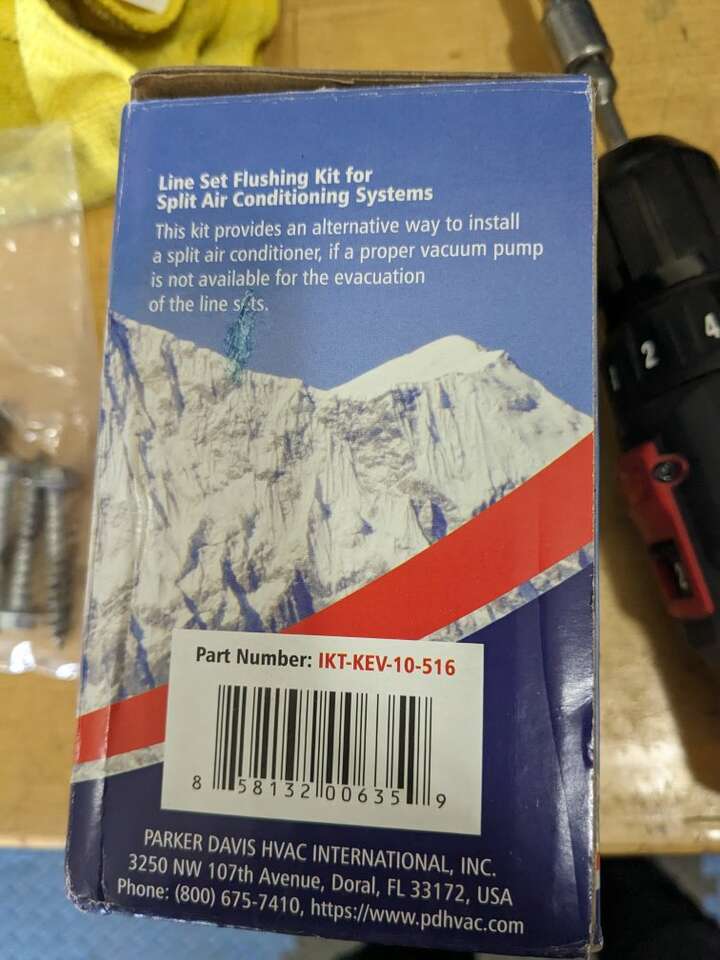 Line Set Flushing Kit for
Split Air Conditioning Systems
This kit provides an alternative way to install
a split air conditioner, if a proper vacuum pump
is not available for the evacuation
of the line sets.
Part Number: IKT-KEV-10-516
8 58132 00635 9
PARKER DAVIS HVAC INTERNATIONAL, INC.
3250 NW 107th Avenue, Doral, FL 33172, USA
Phone: (800) 675-7410, https://www.pdhvac.com
2 4